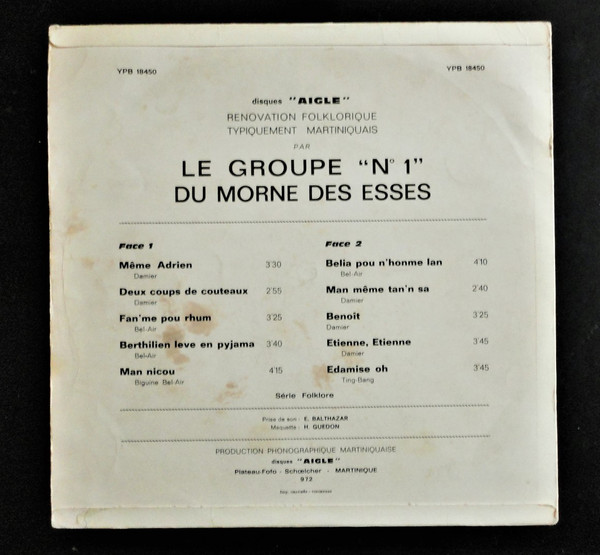 YPB 18450 YPB 18450
disques "AIGLE"
RENOVATION FOLKLORIQUE
TYPIQUEMENT MARTINIQUAIS
PAR
LE GROUPE "N° 1"
DU MORNE DES ESSES
Face 1
Même Adrien 3'30
Damier
Deux coups de couteaux 2'55
Damier
Fan'me pou rhum 3'25
Bel-Air
Berthilien leve en pyjama 3'40
Bel-Air
Man nicou 4'15
Biguine Bel-Air
Face 2
Belia pou n'honme lan 4'10
Bel-Air
Man même tan'n sa 2'40
Damier
Benoit 3'25
Damier
Etienne, Etienne 3'45
Damier
Edamise oh 3'45
Ting-Bang
Série Folklore
Prise de son : E. BALTHAZAR
Maquette : H. GUEDON
PRODUCTION PHONOGRAPHIQUE MARTINIQUAISE
disques "AIGLE"
Plateau-Fofo - Schœlcher - MARTINIQUE
972